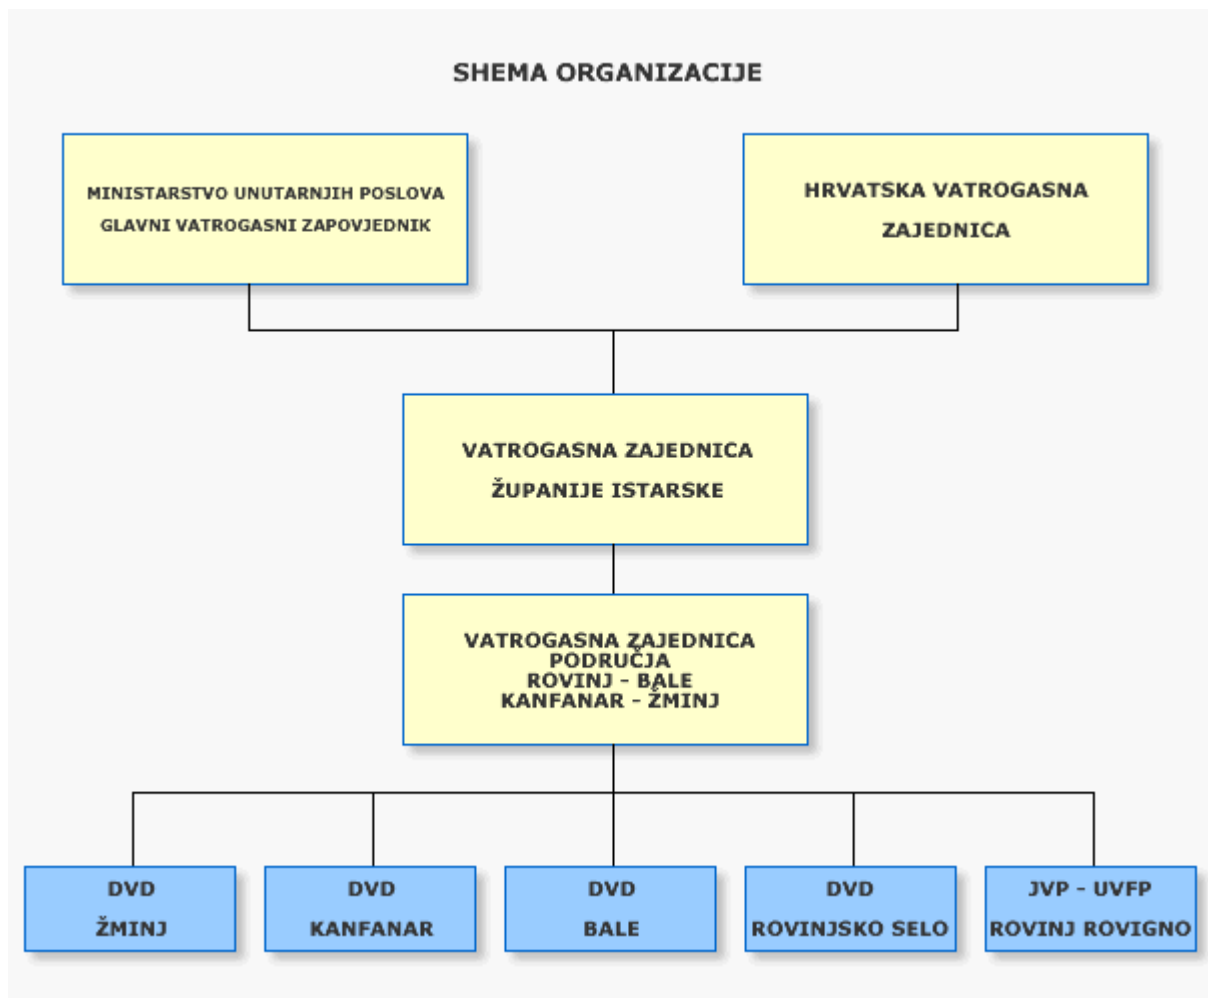 SHEMA ORGANIZACIJE
MINISTARSTVO UNUTARNJIH POSLOVA
GLAVNI VATROGASNI ZAPOVJEDNIK
HRVATSKA VATROGASNA
ZAJEDNICA
VATROGASNA ZAJEDNICA
ŽUPANIJE ISTARSKE
VATROGASNA ZAJEDNICA
PODRUČJA
ROVINJ - BALE
KANFANAR - ŽMINJ
DVD
ŽMINJ
DVD
KANFANAR
DVD
BALE
DVD
ROVINJSKO SELO
JVP - UVFP
ROVINJ ROVIGNO